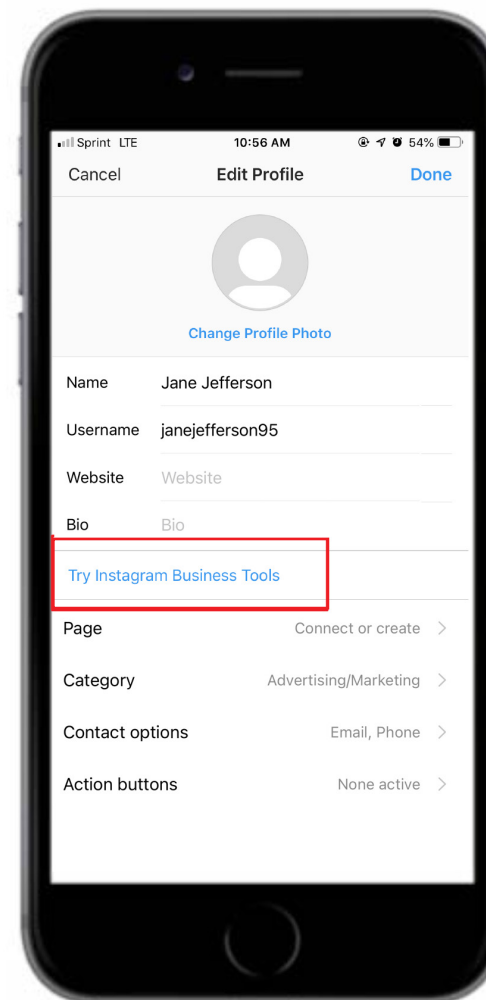 Sprint LTE 10:56 AM 54%
Cancel Edit Profile Done
Change Profile Photo
Name Jane Jefferson
Username janejefferson95
Website Website
Bio Bio
Try Instagram Business Tools
Page Connect or create
Category Advertising/Marketing
Contact options Email, Phone
Action buttons None active